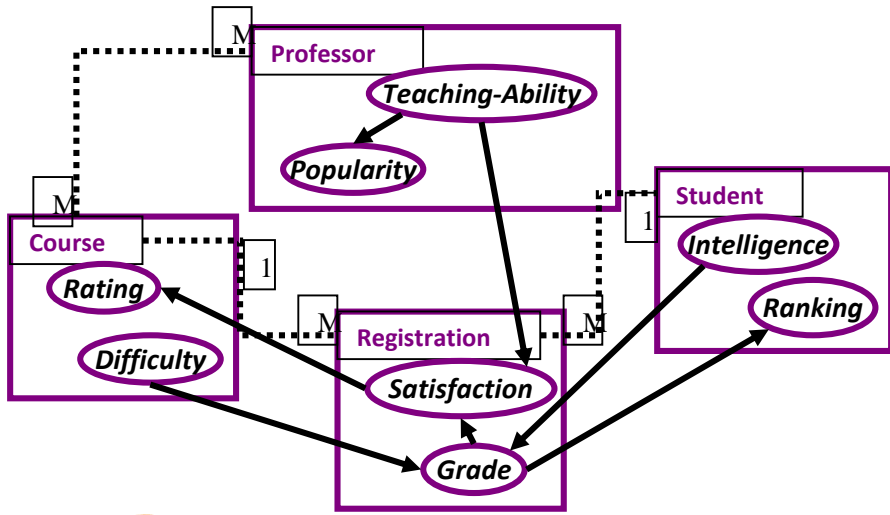 M
Professor
Teaching-Ability
Popularity
M
1
Student
Course
1
Intelligence
Rating
Ranking
M
Registration
M
Difficulty
Satisfaction
Grade